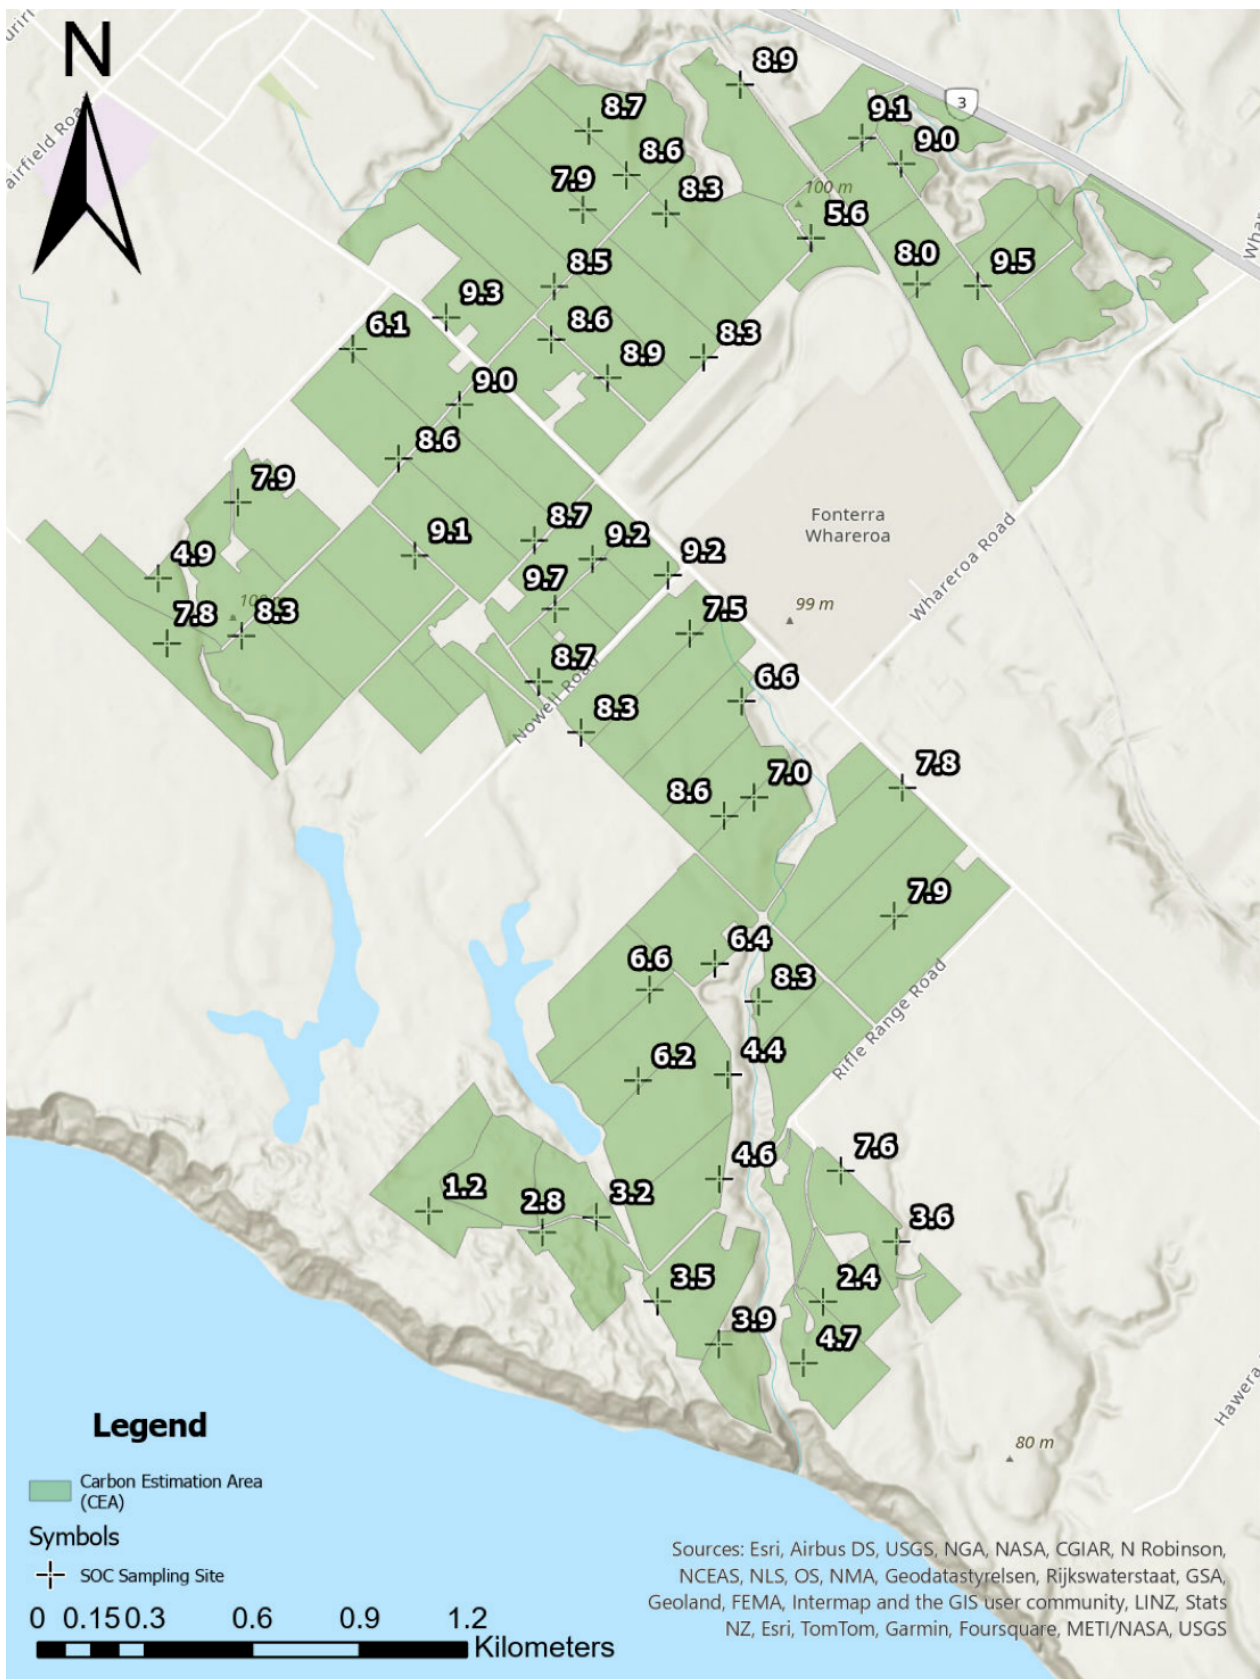 N
8.9
3
9.1
8.7
9.0
8.6
7.9
100 m
8.3
5.6
8.0
9.5
8.5
9.3
6.1
8.6
8.3
8.9
9.0
8.6
7.9
Fonterra
Whareroa
8.7
9.1
9.2
9.2
4.9
9.7
Whareroa Road
99 m
7.5
7.8
8.3
8.7
Nowell Road
6.6
8.3
7.8
7.0
8.6
7.9
6.4
6.6
8.3
Rifle Range Road
4.4
6.2
7.6
4.6
1.2
2.8
3.2
3.6
3.5
2.4
3.9
4.7
80 m
Legend
Carbon Estimation Area
(CEA)
Symbols
SOC Sampling Site
0 0.15 0.3 0.6 0.9 1.2
Kilometers
Sources: Esri, Airbus DS, USGS, NGA, NASA, CGIAR, N Robinson,
NCEAS, NLS, OS, NMA, Geodatastyrelsen, Rijkswaterstaat, GSA,
Geoland, FEMA, Intermap and the GIS user community, LINZ, Stats
NZ, Esri, TomTom, Garmin, Foursquare, METI/NASA, USGS